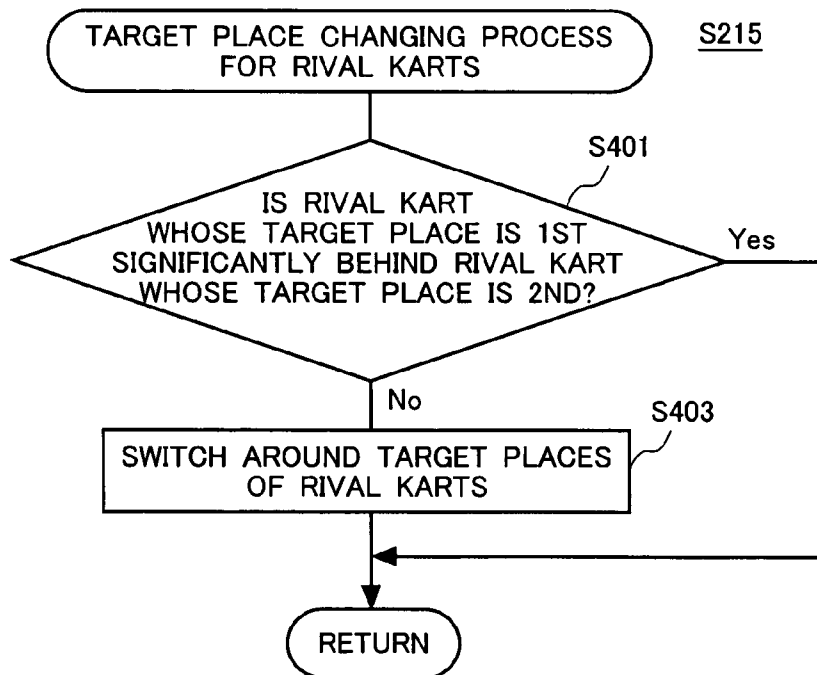 TARGET PLACE CHANGING PROCESS
FOR RIVAL KARTS
S215
S401
IS RIVAL KART
WHOSE TARGET PLACE IS 1ST
SIGNIFICANTLY BEHIND RIVAL KART
WHOSE TARGET PLACE IS 2ND?
Yes
No
S403
SWITCH AROUND TARGET PLACES
OF RIVAL KARTS
RETURN